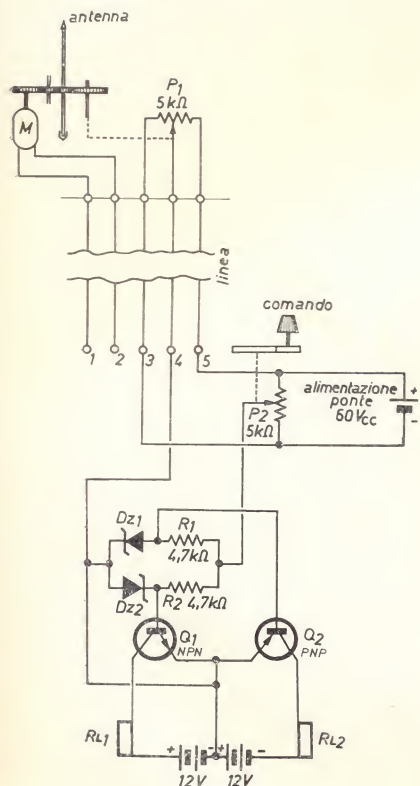 antenna
P1
5kΩ
M
linea
1 2 3 4 5
comando
P2
5kΩ
alimentazione
ponte
60Vcc
+
-
Dz1
R1
4,7kΩ
Dz2
R2 4,7kΩ
Q1
NPN
Q2
PNP
RL1
+ - + -
RL2
12V 12V